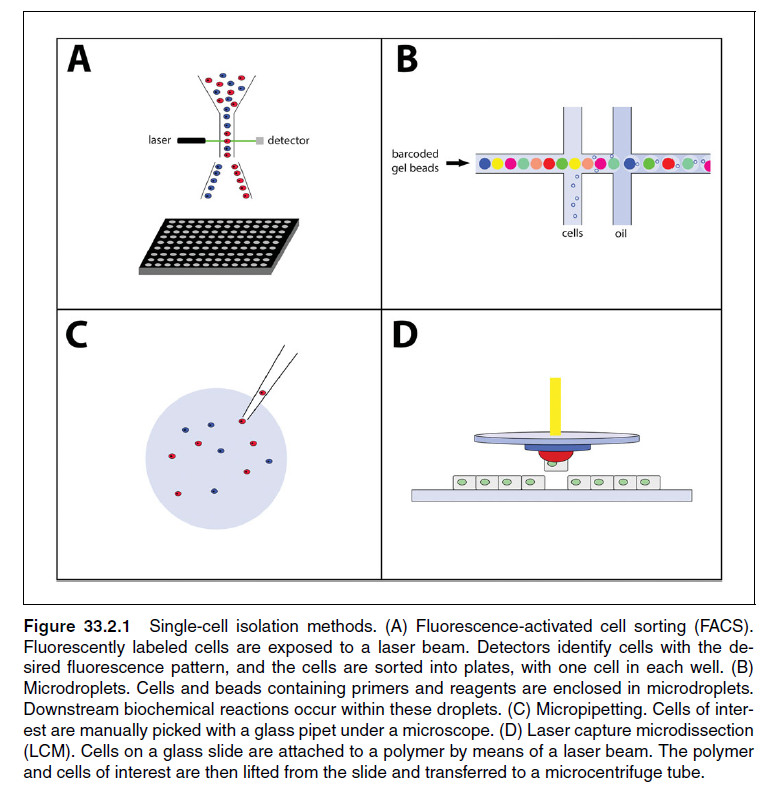 A
laser
detector
B
barcoded
gel beads
cells
oil
C
D
Figure 33.2.1 Single-cell isolation methods. (A) Fluorescence-activated cell sorting (FACS).
Fluorescently labeled cells are exposed to a laser beam. Detectors identify cells with the de-
sired fluorescence pattern, and the cells are sorted into plates, with one cell in each well. (B)
Microdroplets. Cells and beads containing primers and reagents are enclosed in microdroplets.
Downstream biochemical reactions occur within these droplets. (C) Micropipetting. Cells of inter-
est are manually picked with a glass pipet under a microscope. (D) Laser capture microdissection
(LCM). Cells on a glass slide are attached to a polymer by means of a laser beam. The polymer
and cells of interest are then lifted from the slide and transferred to a microcentrifuge tube.